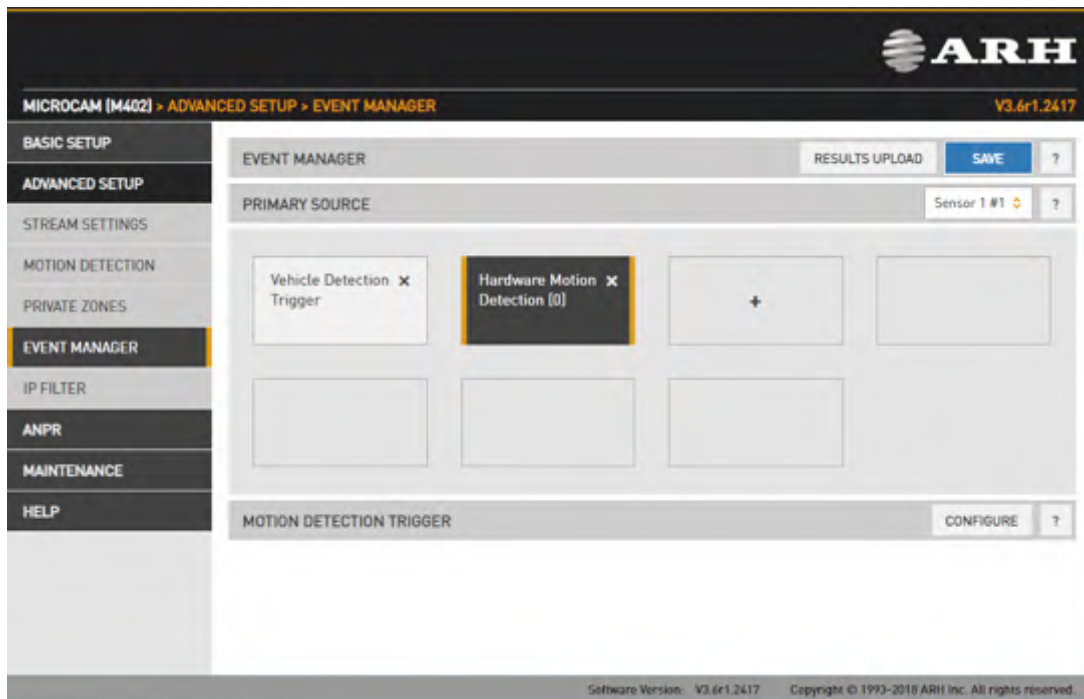 ARH
MICROCAM (M402) > ADVANCED SETUP > EVENT MANAGER V3.6r1.2417
BASIC SETUP
ADVANCED SETUP
STREAM SETTINGS
MOTION DETECTION
PRIVATE ZONES
EVENT MANAGER
IP FILTER
ANPR
MAINTENANCE
HELP
EVENT MANAGER RESULTS UPLOAD SAVE ?
PRIMARY SOURCE Sensor 1 #1 ?
Vehicle Detection ×
Trigger
Hardware Motion ×
Detection (0)
+
MOTION DETECTION TRIGGER CONFIGURE ?
Software Version: V3.6r1.2417 Copyright © 1993-2018 ARH Inc. All rights reserved.